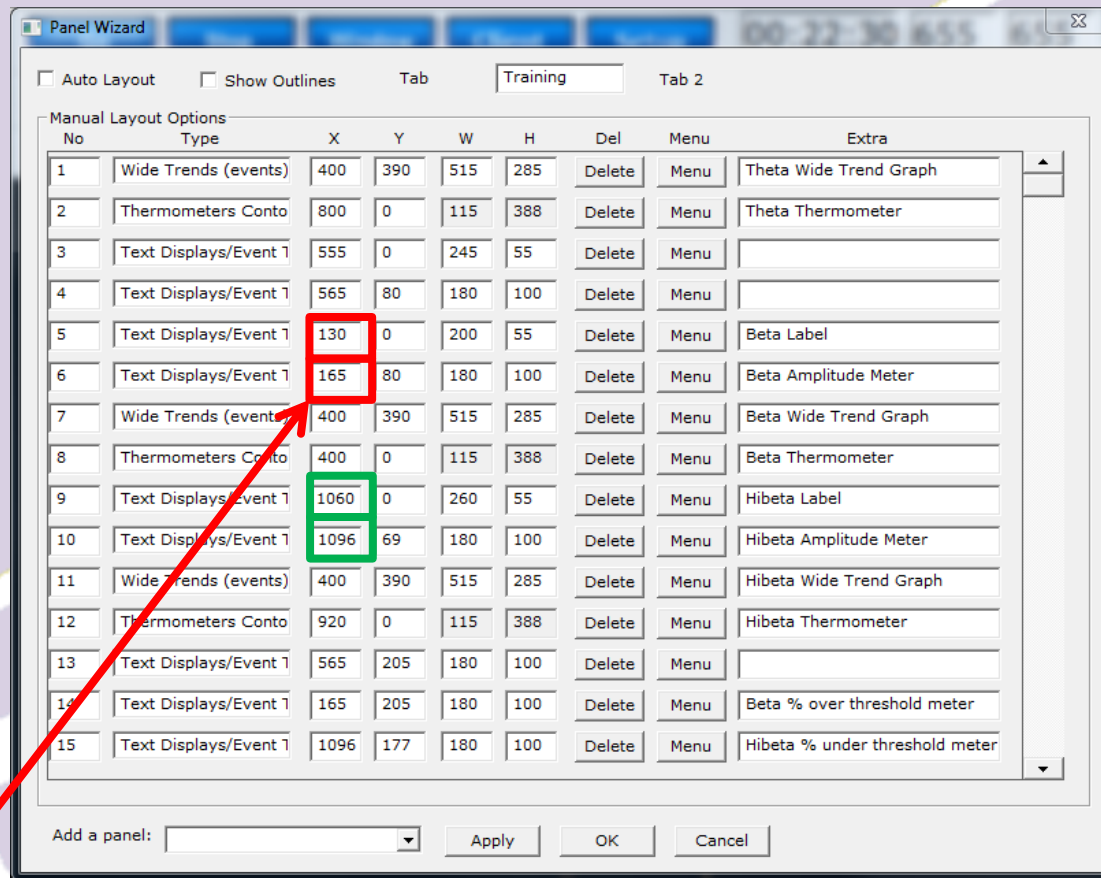 Panel Wizard
00:22:30 655 655
Auto Layout Show Outlines Tab Training Tab 2
Manual Layout Options
No Type X Y W H Del Menu Extra
1 Wide Trends (events) 400 390 515 285 Delete Menu Theta Wide Trend Graph
2 Thermometers Conto 800 0 115 388 Delete Menu Theta Thermometer
3 Text Displays/Event T 555 0 245 55 Delete Menu
4 Text Displays/Event T 565 80 180 100 Delete Menu
5 Text Displays/Event T 130 0 200 55 Delete Menu Beta Label
6 Text Displays/Event T 165 80 180 100 Delete Menu Beta Amplitude Meter
7 Wide Trends (events) 400 390 515 285 Delete Menu Beta Wide Trend Graph
8 Thermometers Conto 400 0 115 388 Delete Menu Beta Thermometer
9 Text Displays/Event T 1060 0 260 55 Delete Menu Hibeta Label
10 Text Displays/Event T 1096 69 180 100 Delete Menu Hibeta Amplitude Meter
11 Wide Trends (events) 400 390 515 285 Delete Menu Hibeta Wide Trend Graph
12 Thermometers Conto 920 0 115 388 Delete Menu Hibeta Thermometer
13 Text Displays/Event T 565 205 180 100 Delete Menu
14 Text Displays/Event T 165 205 180 100 Delete Menu Beta % over threshold meter
15 Text Displays/Event T 1096 177 180 100 Delete Menu Hibeta % under threshold meter
Add a panel: Apply OK Cancel